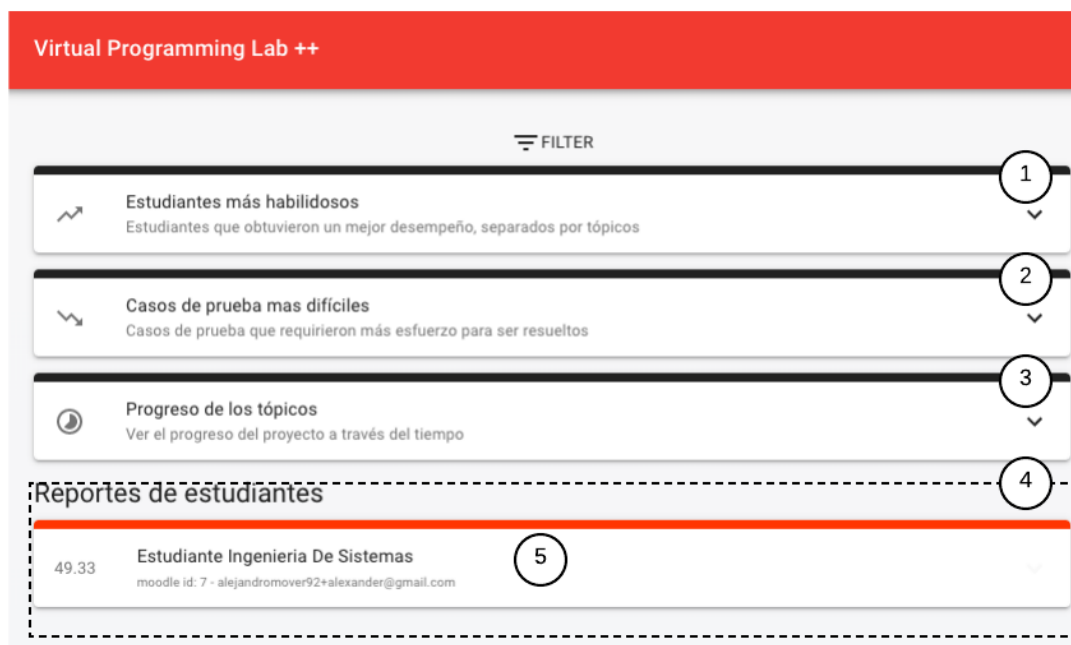 Virtual Programming Lab ++
FILTER
1
Estudiantes más habilidosos
Estudiantes que obtuvieron un mejor desempeño, separados por tópicos
2
Casos de prueba mas difíciles
Casos de prueba que requirieron más esfuerzo para ser resueltos
3
Progreso de los tópicos
Ver el progreso del proyecto a través del tiempo
4
Reportes de estudiantes
49.33
Estudiante Ingenieria De Sistemas
5
moodle id: 7 - alejandromover92+alexander@gmail.com